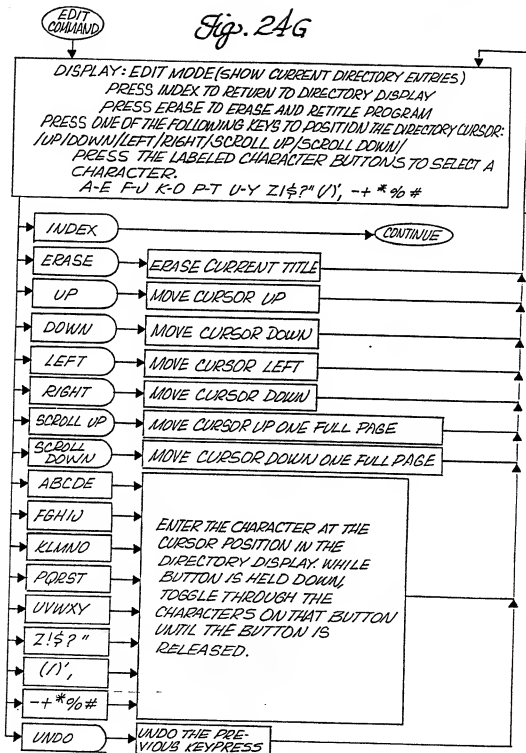 EDIT
COMMAND
Fig. 24G
DISPLAY: EDIT MODE (SHOW CURRENT DIRECTORY ENTRIES)
PRESS INDEX TO RETURN TO DIRECTORY DISPLAY
PRESS ERASE TO ERASE AND RETITLE PROGRAM
PRESS ONE OF THE FOLLOWING KEYS TO POSITION THE DIRECTORY CURSOR:
/UP/DOWN/LEFT/RIGHT/SCROLL UP/SCROLL DOWN/
PRESS THE LABELED CHARACTER BUTTONS TO SELECT A
CHARACTER.
A-E F-J K-O P-T U-Y Z!$?" (/)', -+*%#
INDEX
CONTINUE
ERASE
ERASE CURRENT TITLE
UP
MOVE CURSOR UP
DOWN
MOVE CURSOR DOWN
LEFT
MOVE CURSOR LEFT
RIGHT
MOVE CURSOR DOWN
SCROLL UP
MOVE CURSOR UP ONE FULL PAGE
SCROLL
DOWN
MOVE CURSOR DOWN ONE FULL PAGE
ABCDE
FGHIJ
KLMNO
PQRST
UVWXY
Z!$?"
(/)',
-+*%#
ENTER THE CHARACTER AT THE
CURSOR POSITION IN THE
DIRECTORY DISPLAY. WHILE
BUTTON IS HELD DOWN,
TOGGLE THROUGH THE
CHARACTERS ON THAT BUTTON
UNTIL THE BUTTON IS
RELEASED.
UNDO
UNDO THE PRE-
VIOUS KEYPRESS